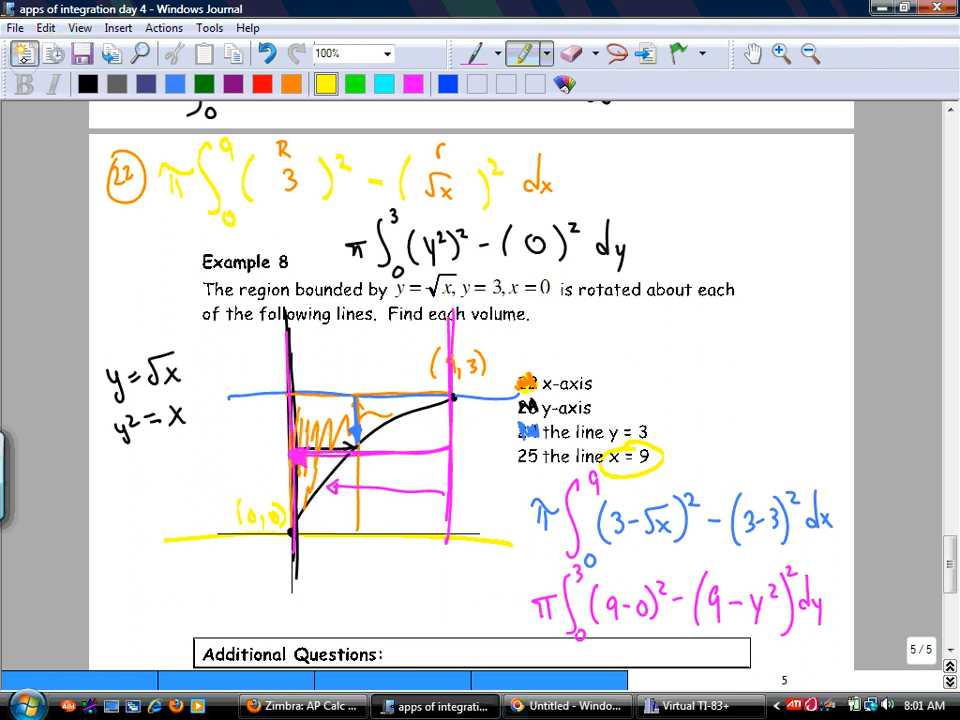 apps of integration day 4 - Windows Journal
File Edit View Insert Actions Tools Help
100%
B I
∫0
22 π∫₀⁹ ( R 3 )² - ( r √x )² dx
π∫₀³ (y²)² - ( 0 )² dy
Example 8
The region bounded by y = √x, y = 3, x = 0 is rotated about each
of the following lines. Find each volume.
y = √x
y² = x
(9,3)
(0,0)
x-axis
y-axis
the line y = 3
25 the line x = 9
π∫₀⁹ (3-√x)² - (3-3)² dx
π∫₀³ (9-0)² - (9-y²)² dy
Additional Questions:
5 / 5
5
Zimbra: AP Calc ...
apps of integrati...
Untitled - Windo...
Virtual TI-83+
ATI
8:01 AM